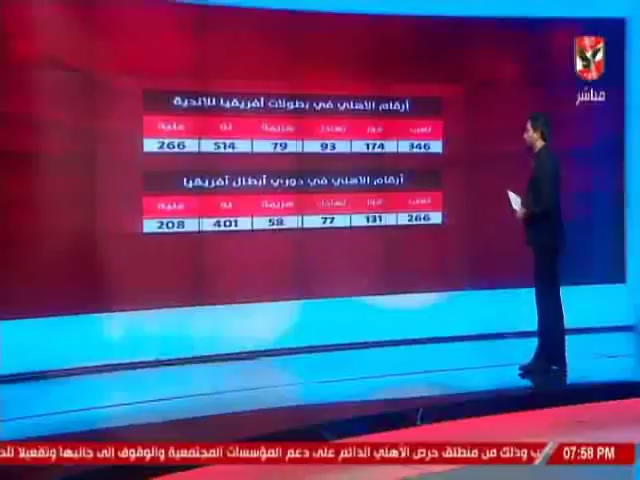 مباشر
أرقام الأهلي في بطولات أفريقيا للأندية
لعب فوز تعادل هزيمة له عليه
346 174 93 79 514 266
أرقام الأهلي في دوري أبطال أفريقيا
لعب فوز تعادل هزيمة له عليه
266 131 77 58 401 208
ب وذلك من منطلق حرص الأهلي الدائم على دعم المؤسسات المجتمعية والوقوف إلى جانبها وتفعيلا
07:58 PM